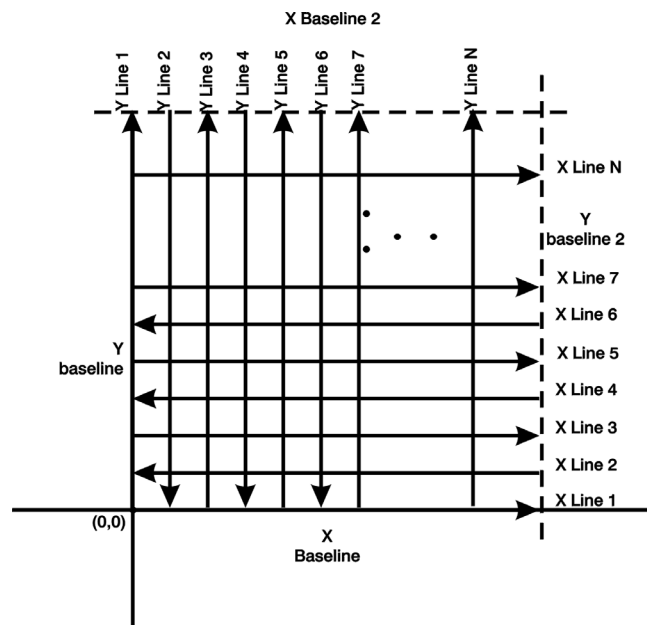 X Baseline 2
Y Line 1
Y Line 2
Y Line 3
Y Line 4
Y Line 5
Y Line 6
Y Line 7
Y Line N
X Line N
Y
baseline 2
X Line 7
X Line 6
Y
baseline
X Line 5
X Line 4
X Line 3
X Line 2
X Line 1
(0,0)
X
Baseline